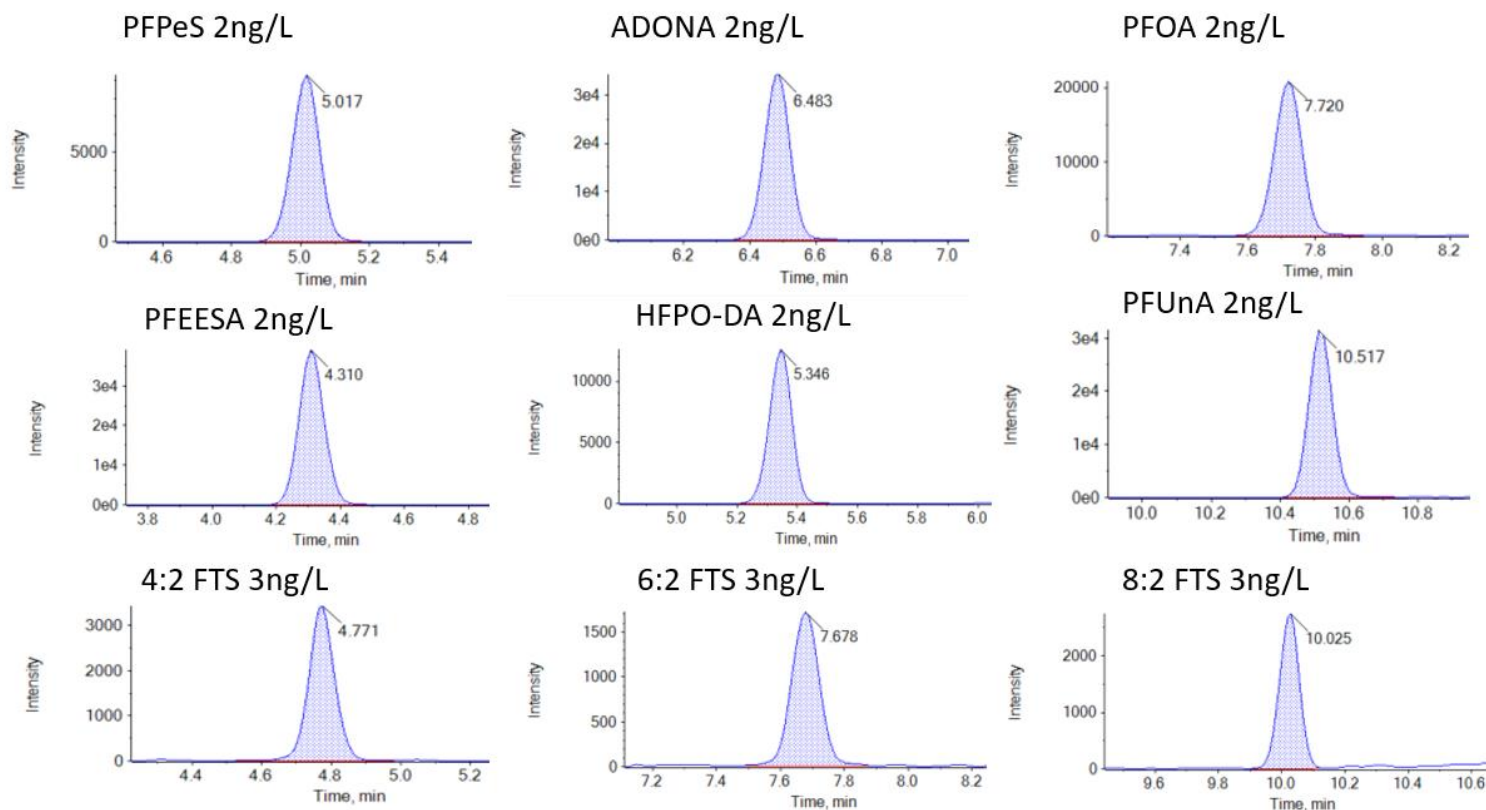 PFPeS 2ng/L
Intensity
5000
0
5.017
4.6 4.8 5.0 5.2 5.4
Time, min
ADONA 2ng/L
Intensity
3e4
2e4
1e4
0e0
6.483
6.2 6.4 6.6 6.8 7.0
Time, min
PFOA 2ng/L
Intensity
20000
10000
0
7.720
7.4 7.6 7.8 8.0 8.2
Time, min
PFEESA 2ng/L
Intensity
3e4
2e4
1e4
0e0
4.310
3.8 4.0 4.2 4.4 4.6 4.8
Time, min
HFPO-DA 2ng/L
Intensity
10000
5000
0
5.346
5.0 5.2 5.4 5.6 5.8 6.0
Time, min
PFUnA 2ng/L
Intensity
3e4
2e4
1e4
0e0
10.517
10.0 10.2 10.4 10.6 10.8
Time, min
4:2 FTS 3ng/L
Intensity
3000
2000
1000
0
4.771
4.4 4.6 4.8 5.0 5.2
Time, min
6:2 FTS 3ng/L
Intensity
1500
1000
500
0
7.678
7.2 7.4 7.6 7.8 8.0 8.2
Time, min
8:2 FTS 3ng/L
Intensity
2000
1000
0
10.025
9.6 9.8 10.0 10.2 10.4 10.6
Time, min